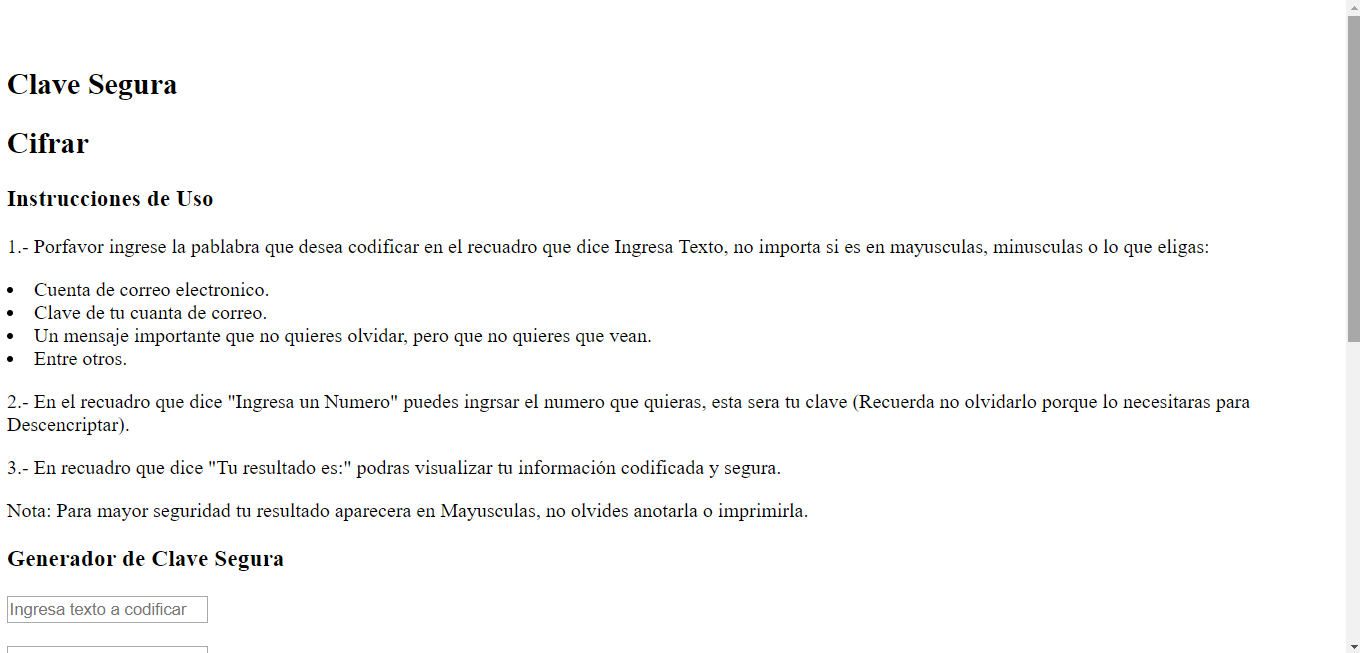 Clave Segura
Cifrar
Instrucciones de Uso
1.- Porfavor ingrese la pablabra que desea codificar en el recuadro que dice Ingresa Texto, no importa si es en mayusculas, minusculas o lo que eligas:
Cuenta de correo electronico.
Clave de tu cuanta de correo.
Un mensaje importante que no quieres olvidar, pero que no quieres que vean.
Entre otros.
2.- En el recuadro que dice "Ingresa un Numero" puedes ingrsar el numero que quieras, esta sera tu clave (Recuerda no olvidarlo porque lo necesitaras para
Descencriptar).
3.- En recuadro que dice "Tu resultado es:" podras visualizar tu información codificada y segura.
Nota: Para mayor seguridad tu resultado aparecera en Mayusculas, no olvides anotarla o imprimirla.
Generador de Clave Segura
Ingresa texto a codificar